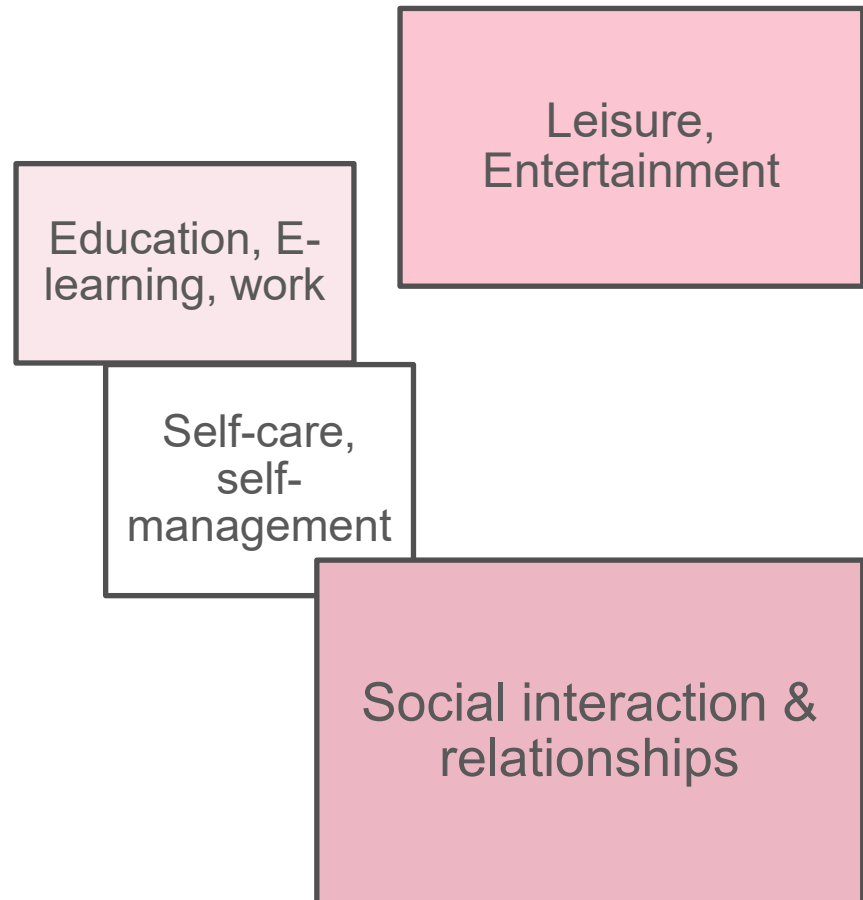 Leisure,
Entertainment
Education, E-
learning, work
Self-care,
self-
management
Social interaction &
relationships